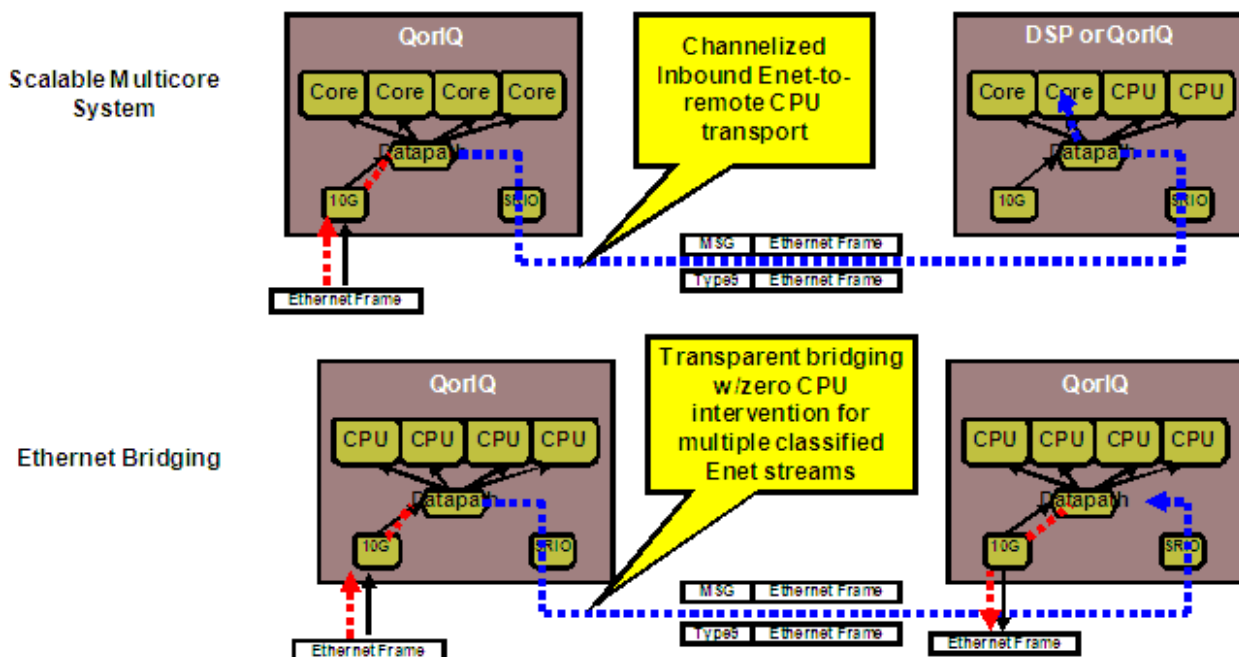 Scalable Multicore
System
QorIQ
Core Core Core Core
Datapath
10G
SRIO
Ethernet Frame
Channelized
Inbound Enet-to-
remote CPU
transport
MSG Ethernet Frame
Type9 Ethernet Frame
DSP or QorIQ
Core Core CPU CPU
Datapath
10G
SRIO
Ethernet Bridging
QorIQ
CPU CPU CPU CPU
Datapath
10G
SRIO
Ethernet Frame
Transparent bridging
w/zero CPU
intervention for
multiple classified
Enet streams
MSG Ethernet Frame
Type9 Ethernet Frame
QorIQ
CPU CPU CPU CPU
Datapath
10G
SRIO
Ethernet Frame